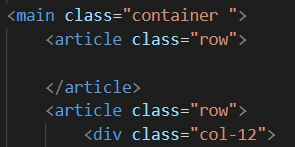 <main class="container ">
<article class="row">
</article>
<article class="row">
<div class="col-12">